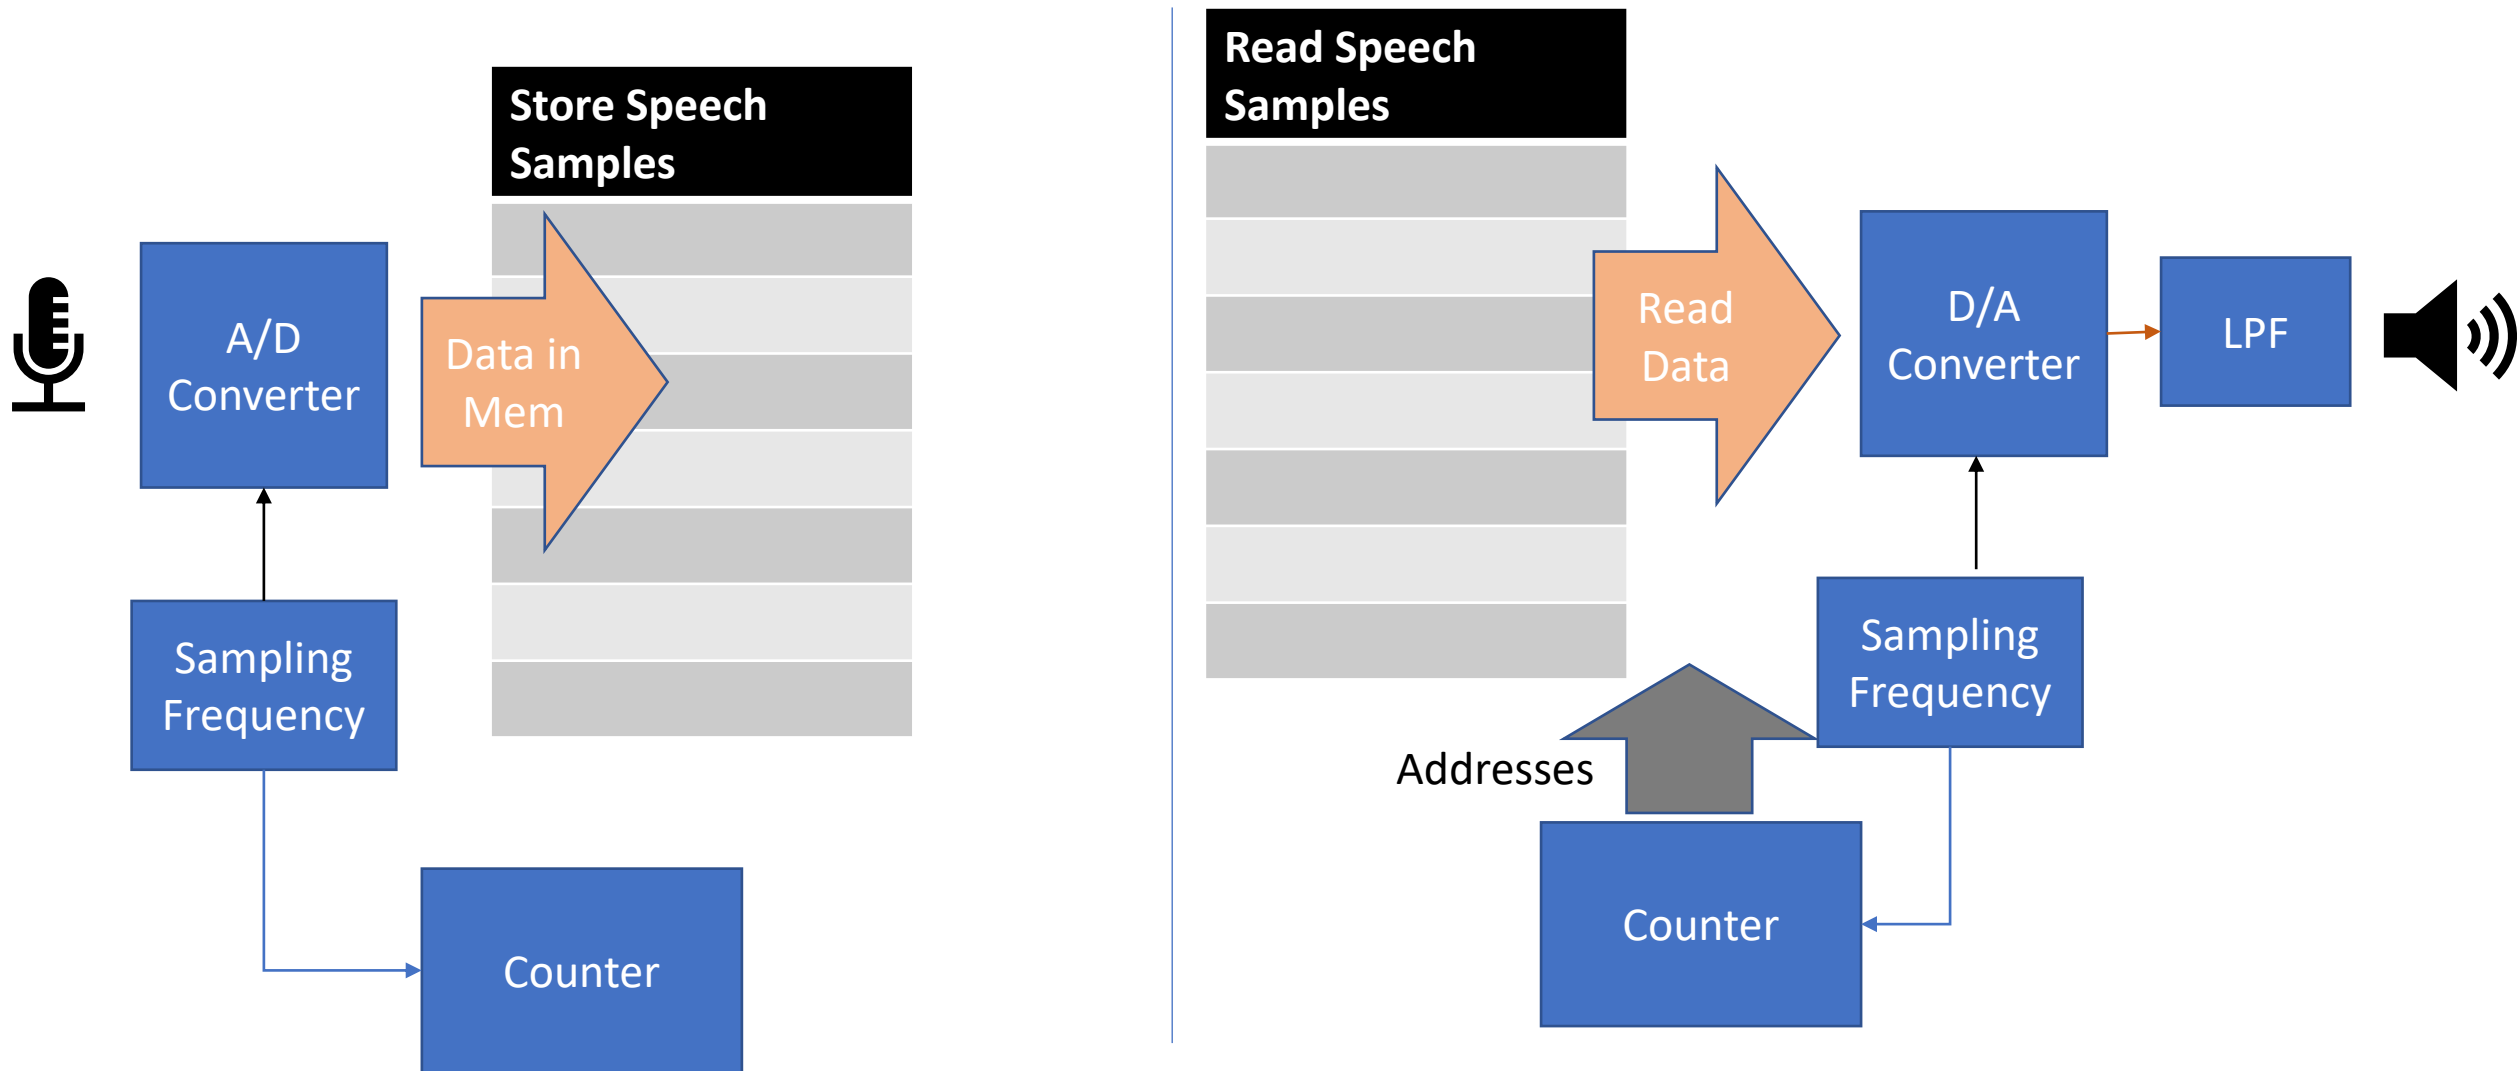 Store Speech
Samples
A/D
Converter
Data in
Mem
Sampling
Frequency
Counter
Read Speech
Samples
Read
Data
D/A
Converter
LPF
Sampling
Frequency
Addresses
Counter